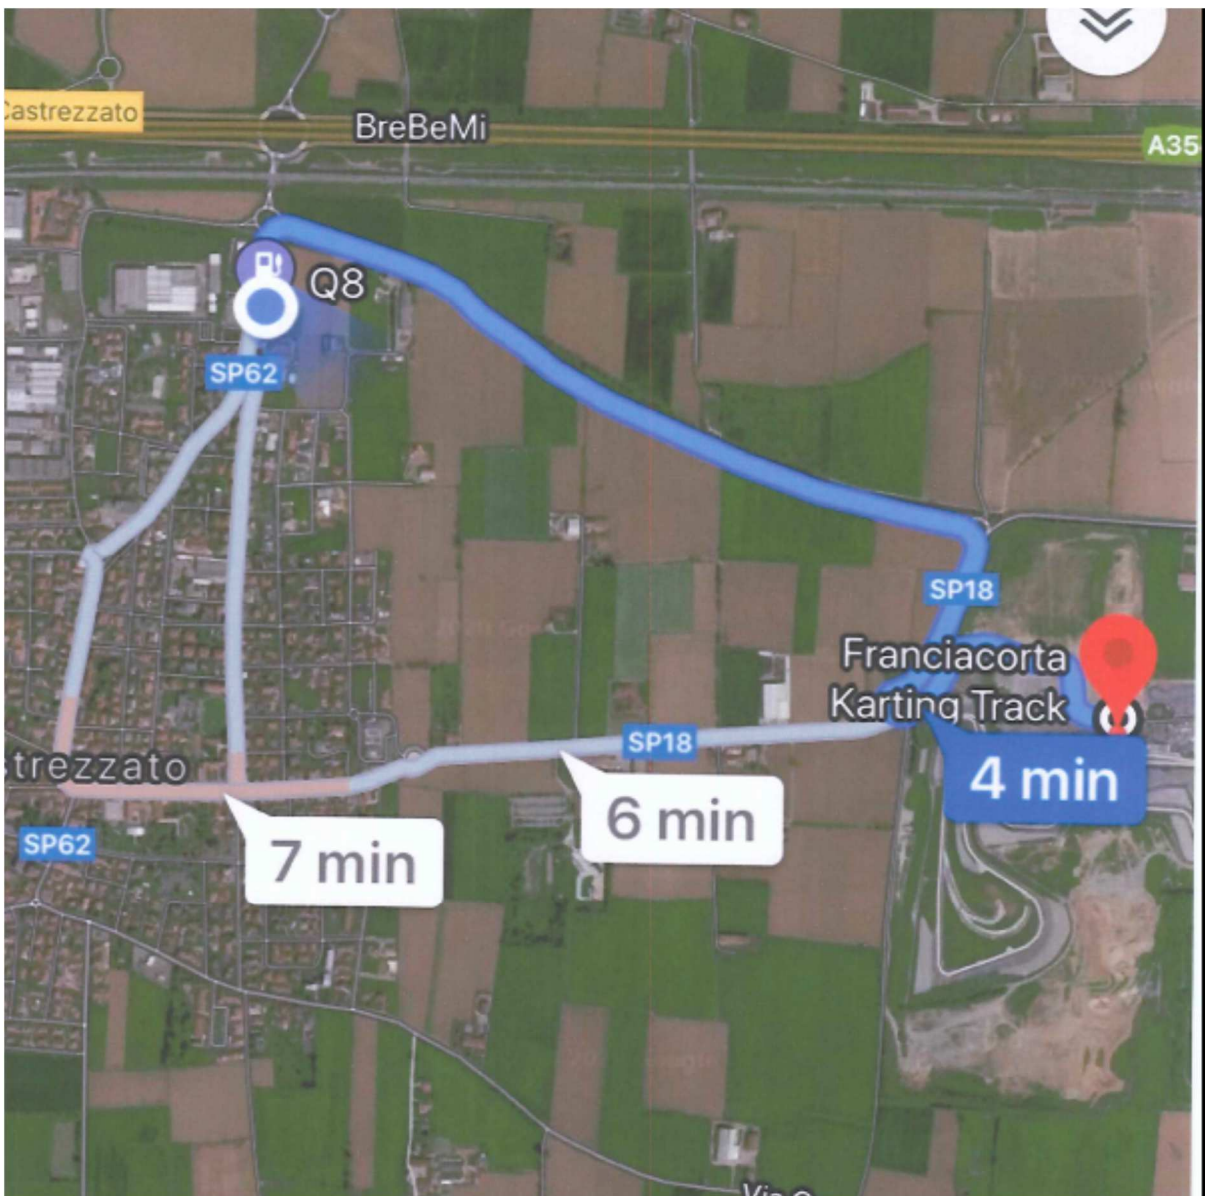 Castrezzato
BreBeMi
A35
Q8
SP62
SP18
Franciacorta
Karting Track
SP18
4 min
strezzato
6 min
SP62
7 min